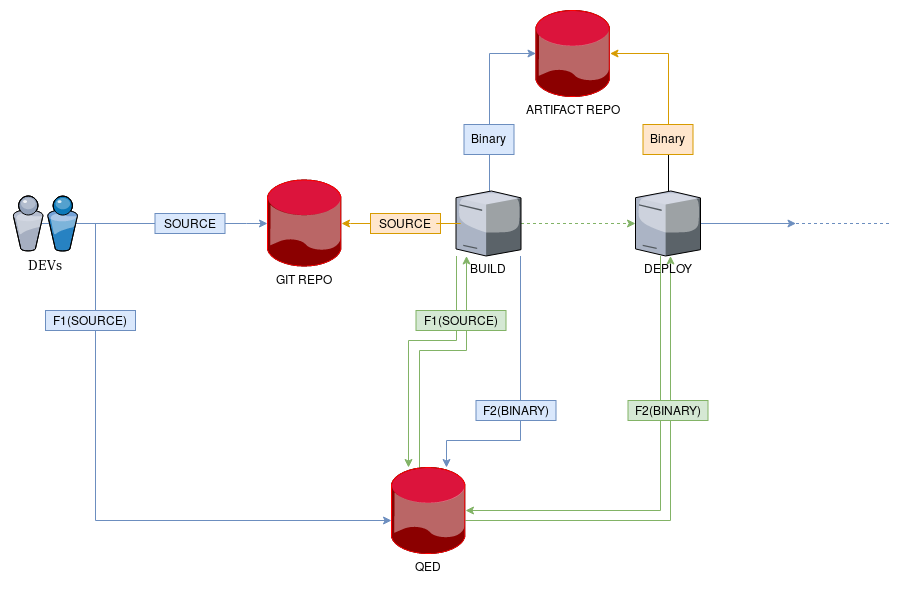 ARTIFACT REPO
Binary
Binary
SOURCE
SOURCE
DEVs
GIT REPO
BUILD
DEPLOY
F1(SOURCE)
F1(SOURCE)
F2(BINARY)
F2(BINARY)
QED